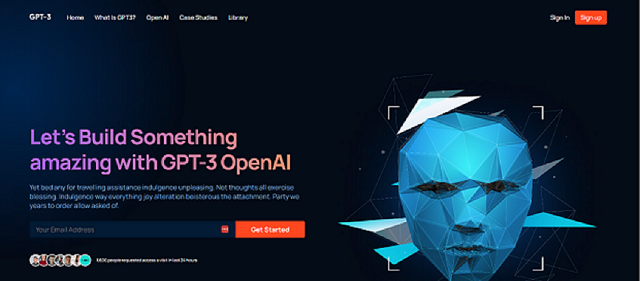 GPT-3
Home
What is GPT3?
Open AI
Case Studies
Library
Sign In
Sign up
Let's Build Something
amazing with GPT-3 OpenAI
Yet bed any for travelling assistance indulgence unpleasing. Not thoughts all exercise
blessing. Indulgence way everything joy alteration boisterous the attachment. Party we
years to order allow asked of.
Your Email Address
Get Started
1,600 people requested access a visit in last 24 hours